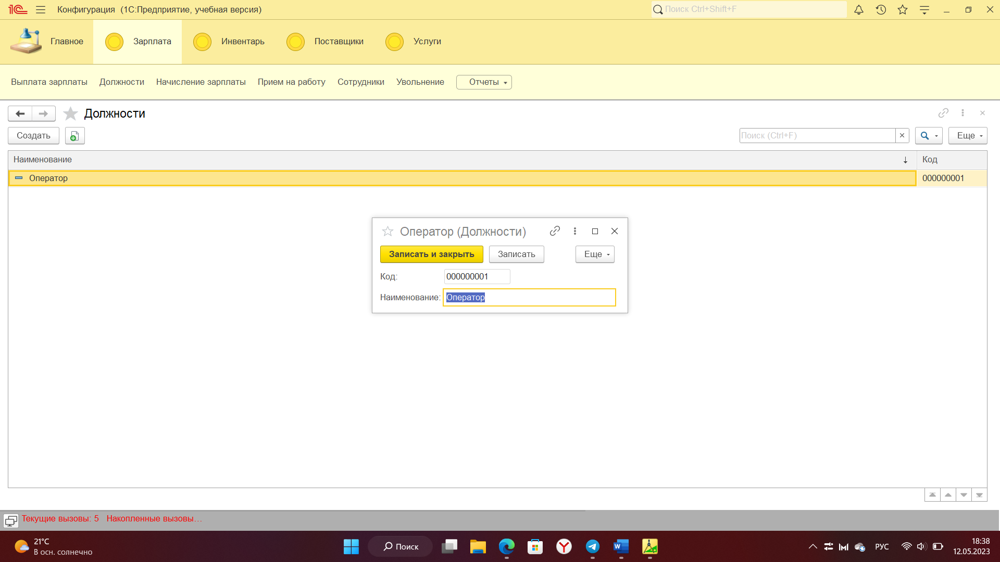 1С Конфигурация (1С:Предприятие, учебная версия) Поиск Ctrl+Shift+F
Главное Зарплата Инвентарь Поставщики Услуги
Выплата зарплаты Должности Начисление зарплаты Прием на работу Сотрудники Увольнение Отчеты
Должности
Создать Поиск (Ctrl+F) × Еще
Наименование ↓ Код
Оператор 000000001
Оператор (Должности)
Записать и закрыть Записать Еще
Код: 000000001
Наименование: Оператор
Текущие вызовы: 5 Накопленные вызовы…
21°C
В осн. солнечно
Поиск
РУС
18:38
12.05.2023